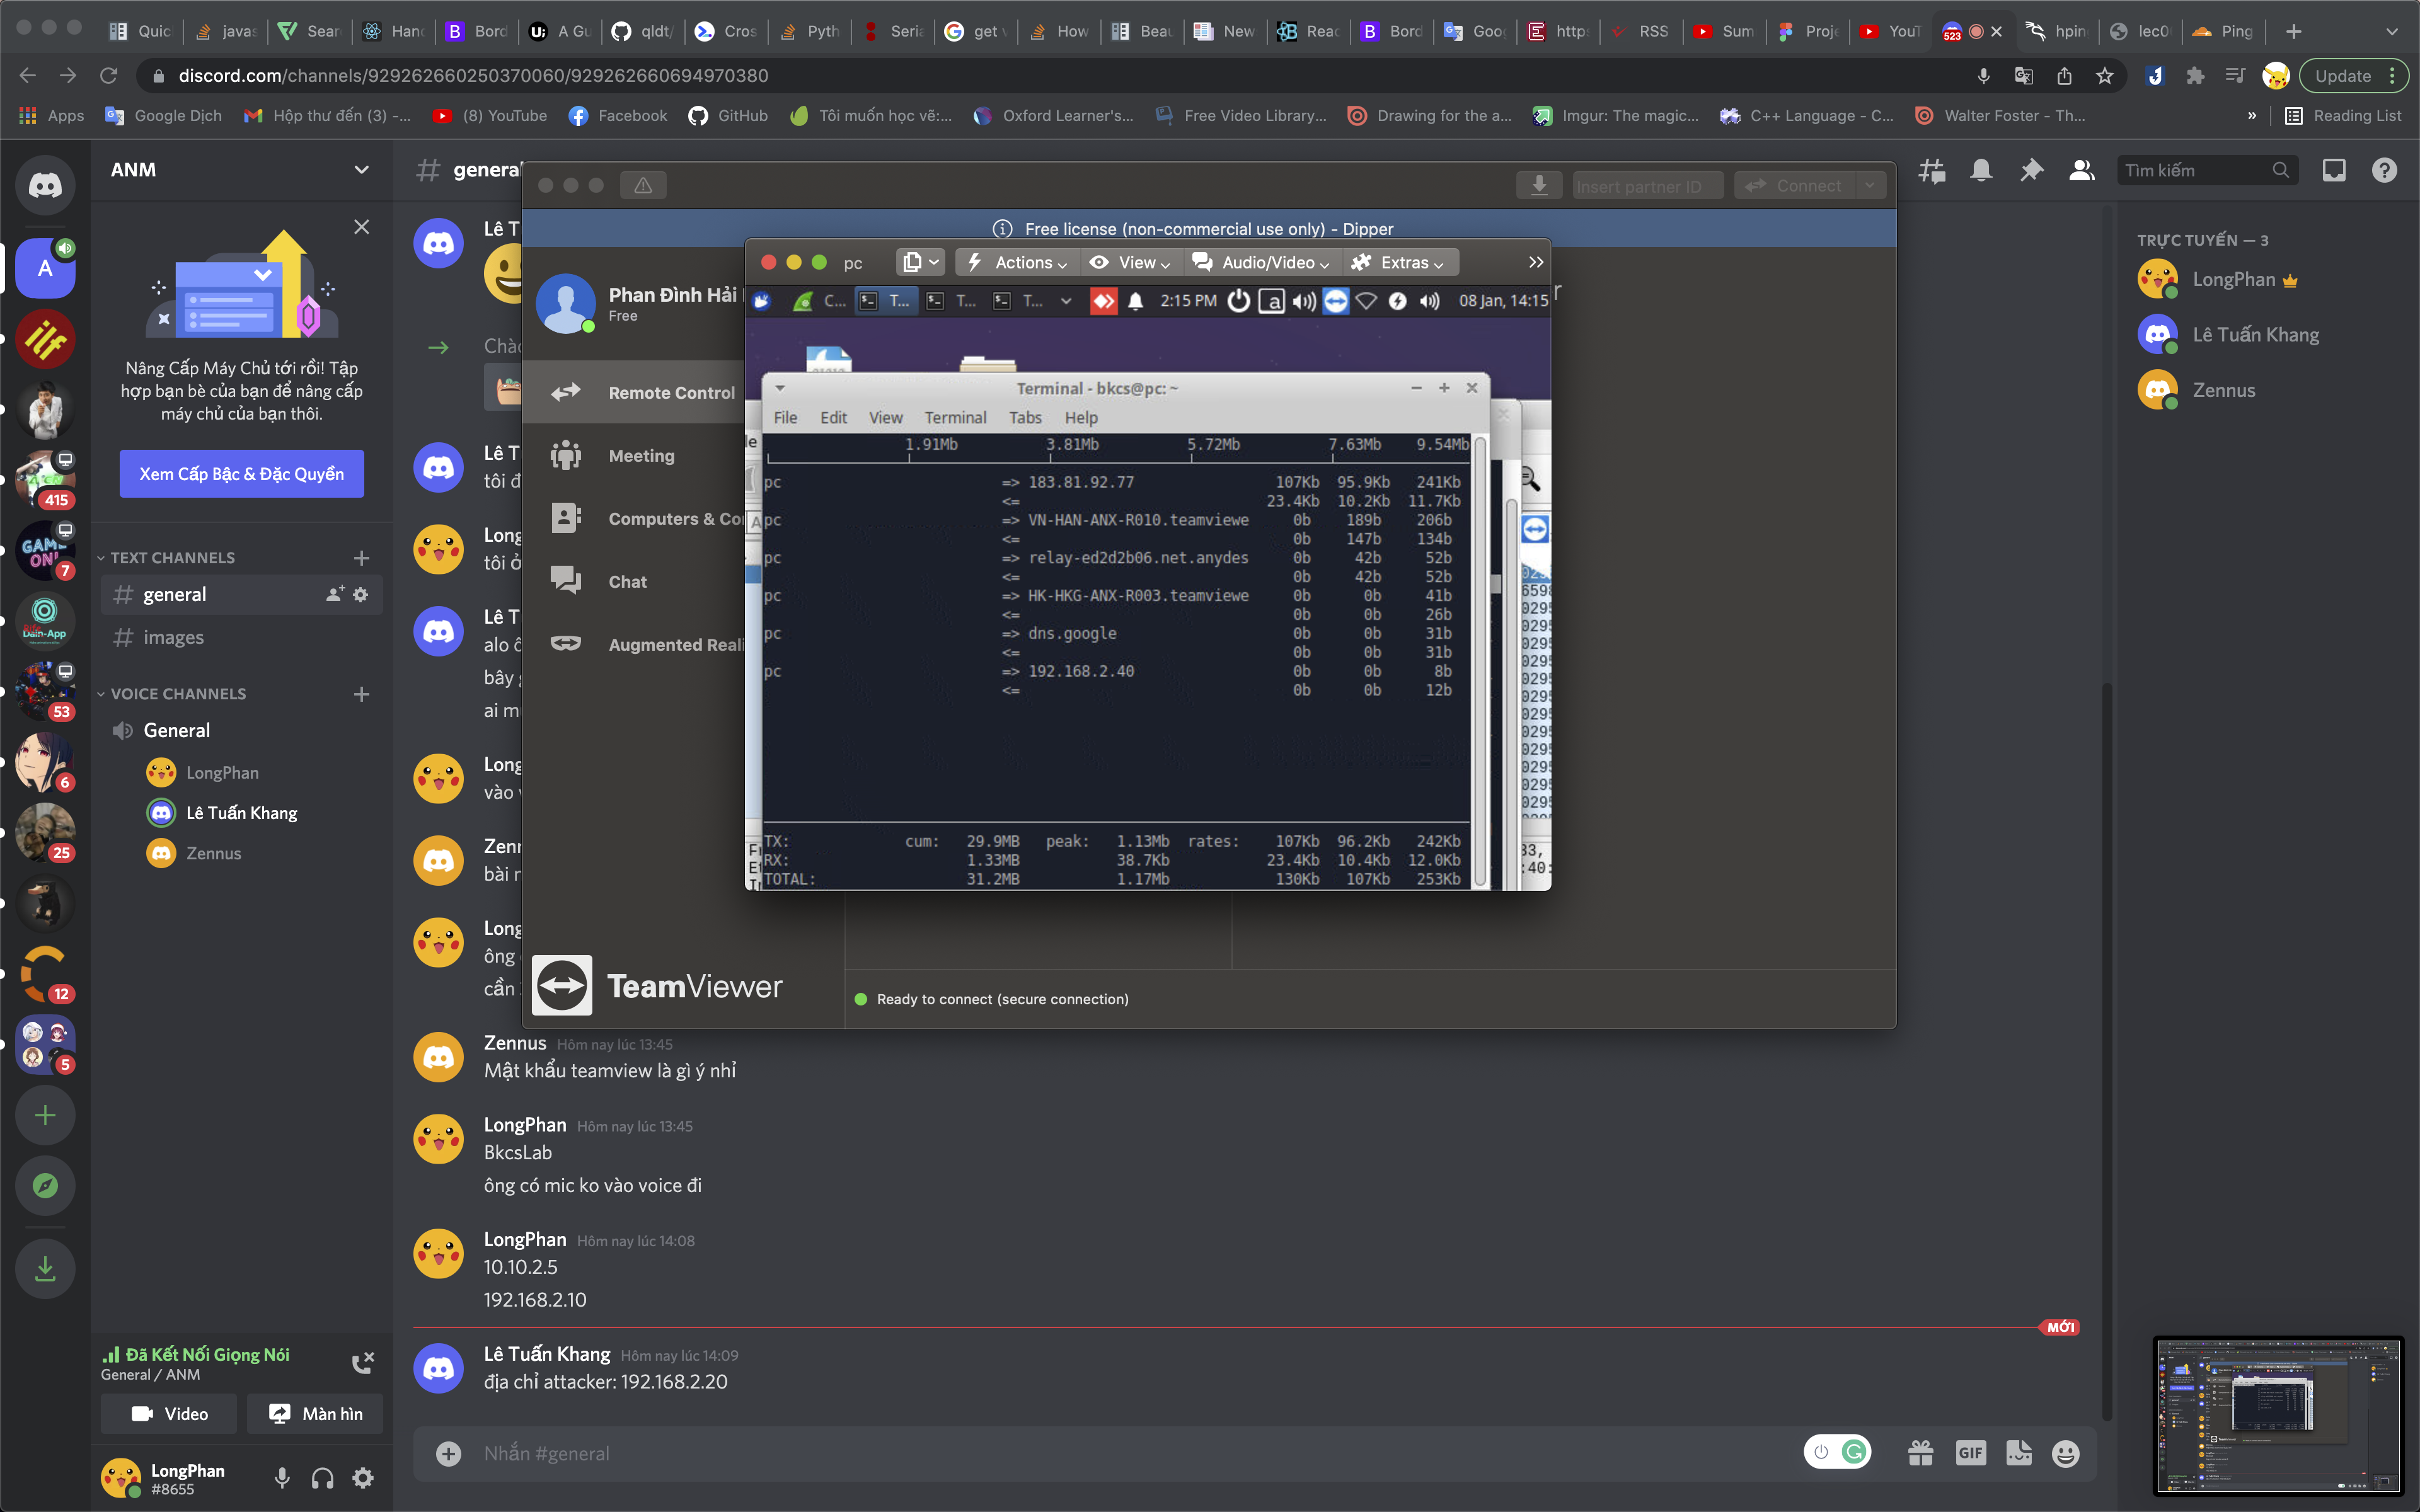 Quic
javas
Sear
Hand
Bord
A Gu
qldt/
Cros
Pyth
Seria
get v
How
Beau
New
Reac
Bord
Goog
https
RSS
Sum
Proje
YouT
523
hpin
lec0
Ping
discord.com/channels/929262660250370060/929262660694970380
Update
Apps
Google Dịch
Hộp thư đến (3) -...
(8) YouTube
Facebook
GitHub
Tôi muốn học vẽ:...
Oxford Learner's...
Free Video Library...
Drawing for the a...
Imgur: The magic...
C++ Language - C...
Walter Foster - Th...
»
Reading List
ANM
Nâng Cấp Máy Chủ tới rồi! Tập
hợp bạn bè của bạn để nâng cấp
máy chủ của bạn thôi.
Xem Cấp Bậc & Đặc Quyền
TEXT CHANNELS
# general
# images
VOICE CHANNELS
General
LongPhan
Lê Tuấn Khang
Zennus
A
415
GAME
ON!
7
Dain-App
53
6
25
12
5
Đã Kết Nối Giọng Nói
General / ANM
Video
Màn hìn
LongPhan
#8655
# general
Tìm kiếm
Lê T
Chào
Lê T
tôi đ
Long
tôi ở
Lê T
alo ô
bây g
ai mu
Long
vào v
Zenn
bài n
Long
ông
cần
Zennus Hôm nay lúc 13:45
Mật khẩu teamview là gì ý nhỉ
LongPhan Hôm nay lúc 13:45
BkcsLab
ông có mic ko vào voice đi
LongPhan Hôm nay lúc 14:08
10.10.2.5
192.168.2.10
MỚI
Lê Tuấn Khang Hôm nay lúc 14:09
địa chỉ attacker: 192.168.2.20
Nhắn #general
GIF
TRỰC TUYẾN — 3
LongPhan
Lê Tuấn Khang
Zennus
Insert partner ID
Connect
Free license (non-commercial use only) - Dipper
Phan Đình Hải
Free
Remote Control
Meeting
Computers & Co
Chat
Augmented Reali
TeamViewer
Ready to connect (secure connection)
pc
Actions
View
Audio/Video
Extras
»
C...
T...
T...
T...
2:15 PM
08 Jan, 14:15
Terminal - bkcs@pc: ~
File Edit View Terminal Tabs Help
1.91Mb 3.81Mb 5.72Mb 7.63Mb 9.54Mb
pc => 183.81.92.77 107Kb 95.9Kb 241Kb
<= 23.4Kb 10.2Kb 11.7Kb
pc => VN-HAN-ANX-R010.teamviewe 0b 189b 206b
<= 0b 147b 134b
pc => relay-ed2d2b06.net.anydes 0b 42b 52b
<= 0b 42b 52b
pc => HK-HKG-ANX-R003.teamviewe 0b 0b 41b
<= 0b 0b 26b
pc => dns.google 0b 0b 31b
<= 0b 0b 31b
pc => 192.168.2.40 0b 0b 8b
<= 0b 0b 12b
TX: cum: 29.9MB peak: 1.13Mb rates: 107Kb 96.2Kb 242Kb
RX: 1.33MB 38.7Kb 23.4Kb 10.4Kb 12.0Kb
TOTAL: 31.2MB 1.17Mb 130Kb 107Kb 253Kb